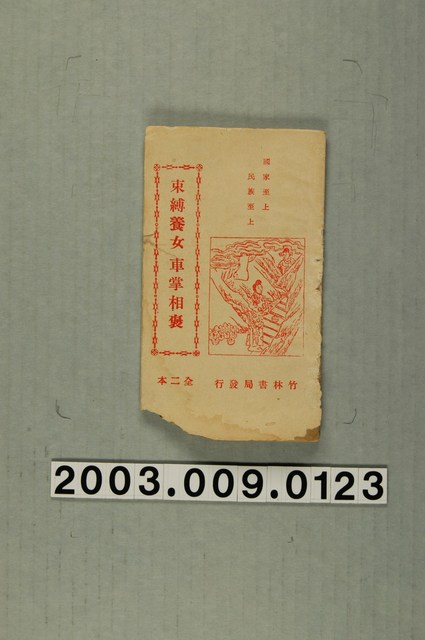 國家至上
民族至上
束縛養女 車掌相褒
竹林書局發行
全二本
2003.009.0123